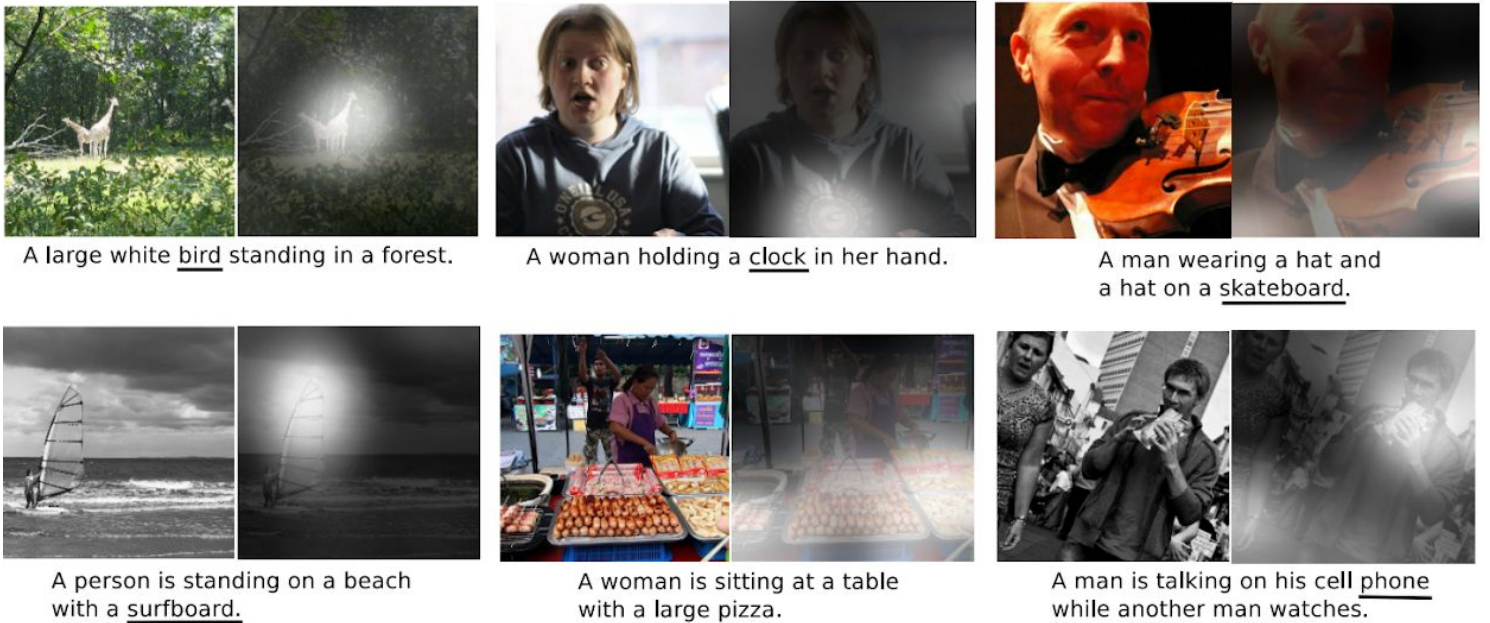 A large white bird standing in a forest.
A woman holding a clock in her hand.
A man wearing a hat and
a hat on a skateboard.
A person is standing on a beach
with a surfboard.
A woman is sitting at a table
with a large pizza.
A man is talking on his cell phone
while another man watches.